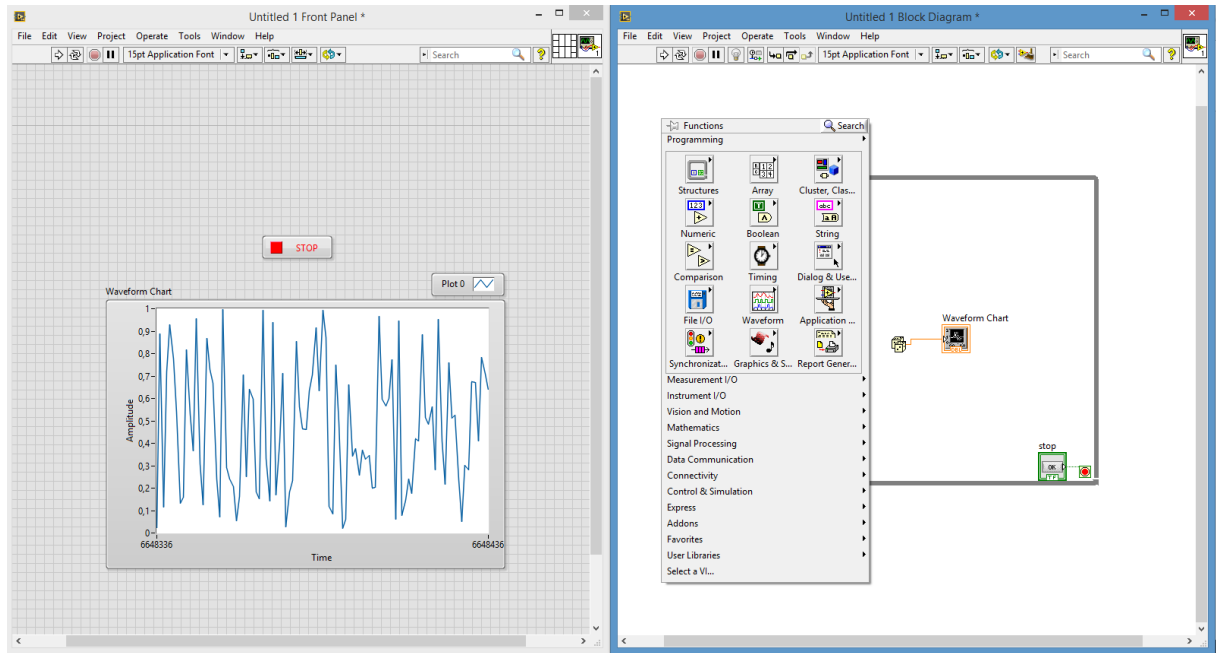 Untitled 1 Front Panel *
File Edit View Project Operate Tools Window Help
15pt Application Font
Search
STOP
Plot 0
Waveform Chart
1
0,9
0,8
0,7
0,6
0,5
0,4
0,3
0,2
0,1
0
Amplitude
6648336
6648436
Time
Untitled 1 Block Diagram *
File Edit View Project Operate Tools Window Help
15pt Application Font
Search
Functions
Search
Programming
Structures Array Cluster, Clas...
Numeric Boolean String
Comparison Timing Dialog & Use...
File I/O Waveform Application ...
Synchronizat... Graphics & S... Report Gener...
Measurement I/O
Instrument I/O
Vision and Motion
Mathematics
Signal Processing
Data Communication
Connectivity
Control & Simulation
Express
Addons
Favorites
User Libraries
Select a VI...
Waveform Chart
stop
OK
TF